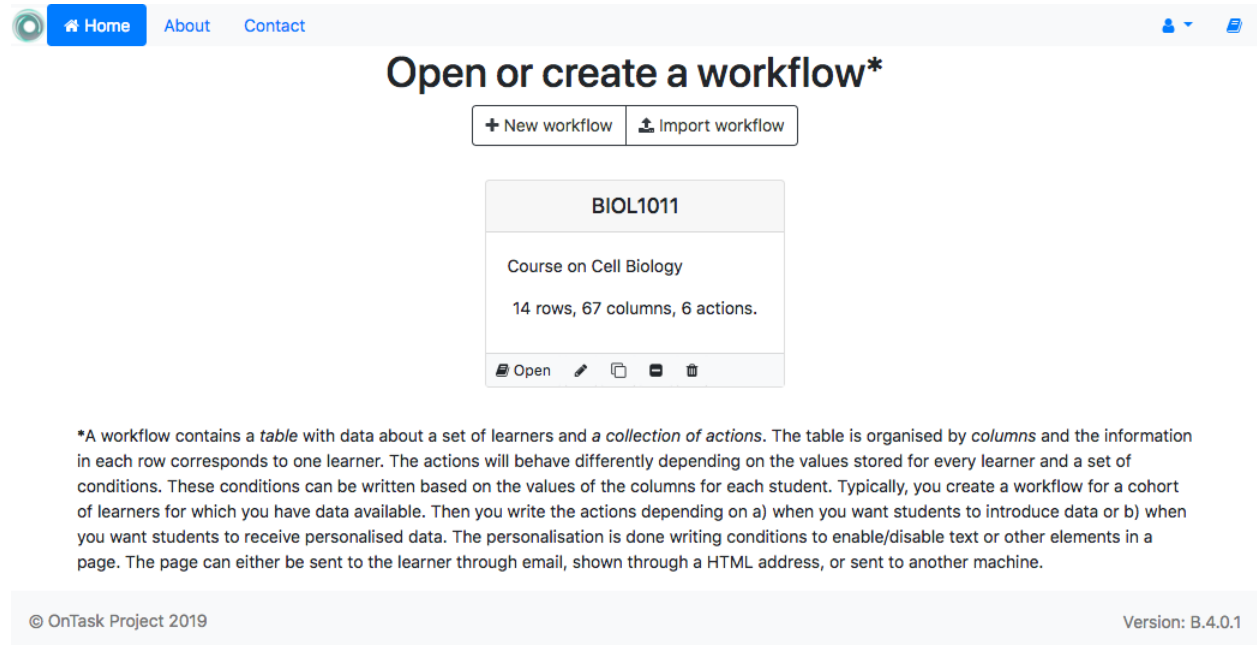 Home About Contact
Open or create a workflow*
New workflow Import workflow
BIOL1011
Course on Cell Biology
14 rows, 67 columns, 6 actions.
Open
*A workflow contains a table with data about a set of learners and a collection of actions. The table is organised by columns and the information
in each row corresponds to one learner. The actions will behave differently depending on the values stored for every learner and a set of
conditions. These conditions can be written based on the values of the columns for each student. Typically, you create a workflow for a cohort
of learners for which you have data available. Then you write the actions depending on a) when you want students to introduce data or b) when
you want students to receive personalised data. The personalisation is done writing conditions to enable/disable text or other elements in a
page. The page can either be sent to the learner through email, shown through a HTML address, or sent to another machine.
© OnTask Project 2019 Version: B.4.0.1